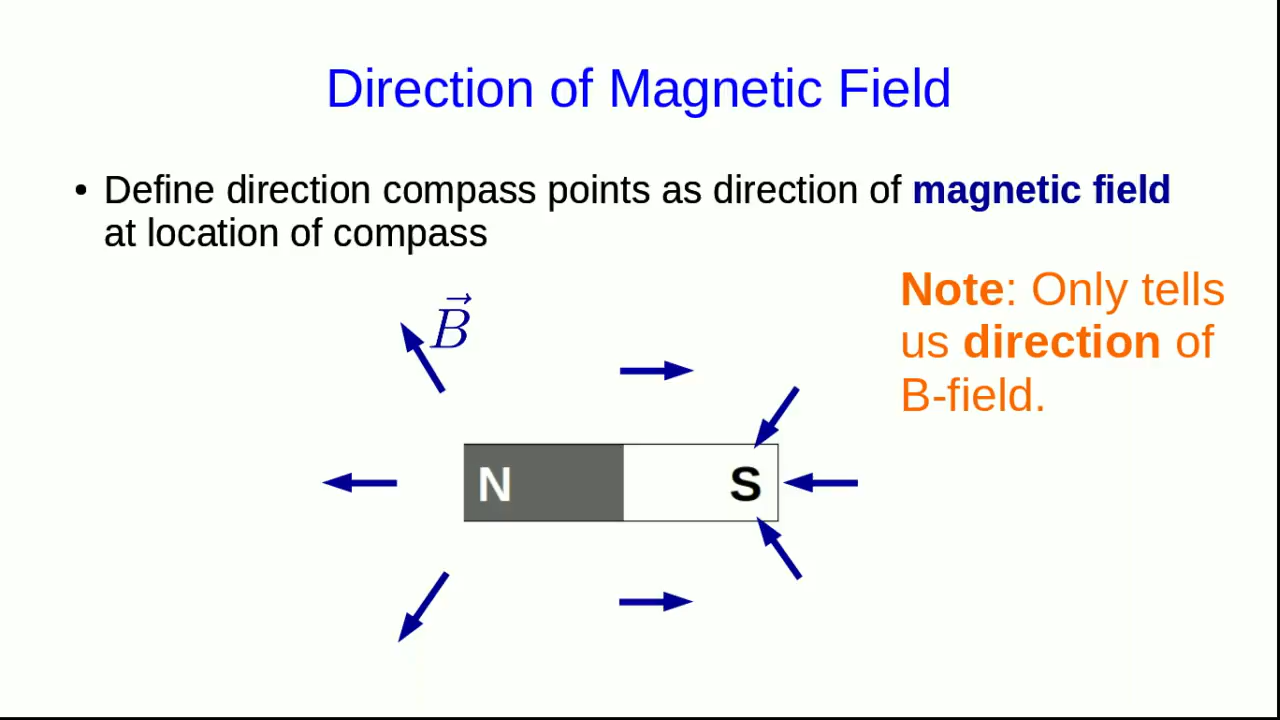 Direction of Magnetic Field
• Define direction compass points as direction of magnetic field
at location of compass
Note: Only tells
us direction of
B-field.
B⃗
N
S